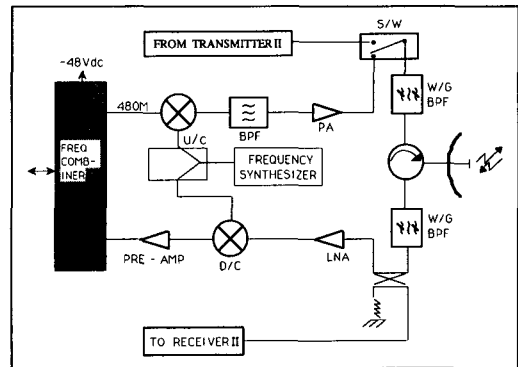 S/W
FROM TRANSMITTER II
-48Vdc
480M
W/G
BPF
BPF
PA
U/C
FREQ
COMB-
INER
FREQUENCY
SYNTHESIZER
W/G
BPF
PRE-AMP
D/C
LNA
TO RECEIVER II